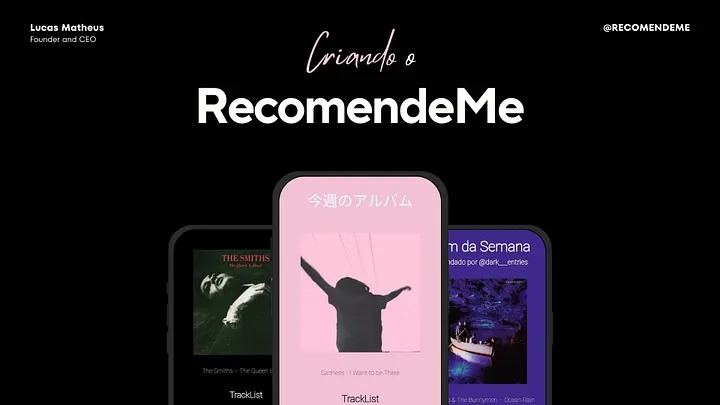 Lucas Matheus
Founder and CEO
@RECOMENDEME
Criando o
RecomendeMe
今週のアルバム
Sadness - I Want to be There
TrackList
THE SMITHS
The Queen Is Dead
The Smiths – The Queen Is
TrackList
m da Semana
ndado por @dark__entries
& The Bunnymen – Ocean Rain